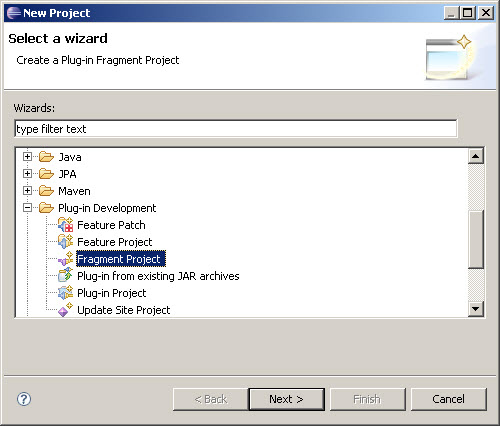 New Project
Select a wizard
Create a Plug-in Fragment Project
Wizards:
type filter text
Java
JPA
Maven
Plug-in Development
Feature Patch
Feature Project
Fragment Project
Plug-in from existing JAR archives
Plug-in Project
Update Site Project
? < Back Next > Finish Cancel